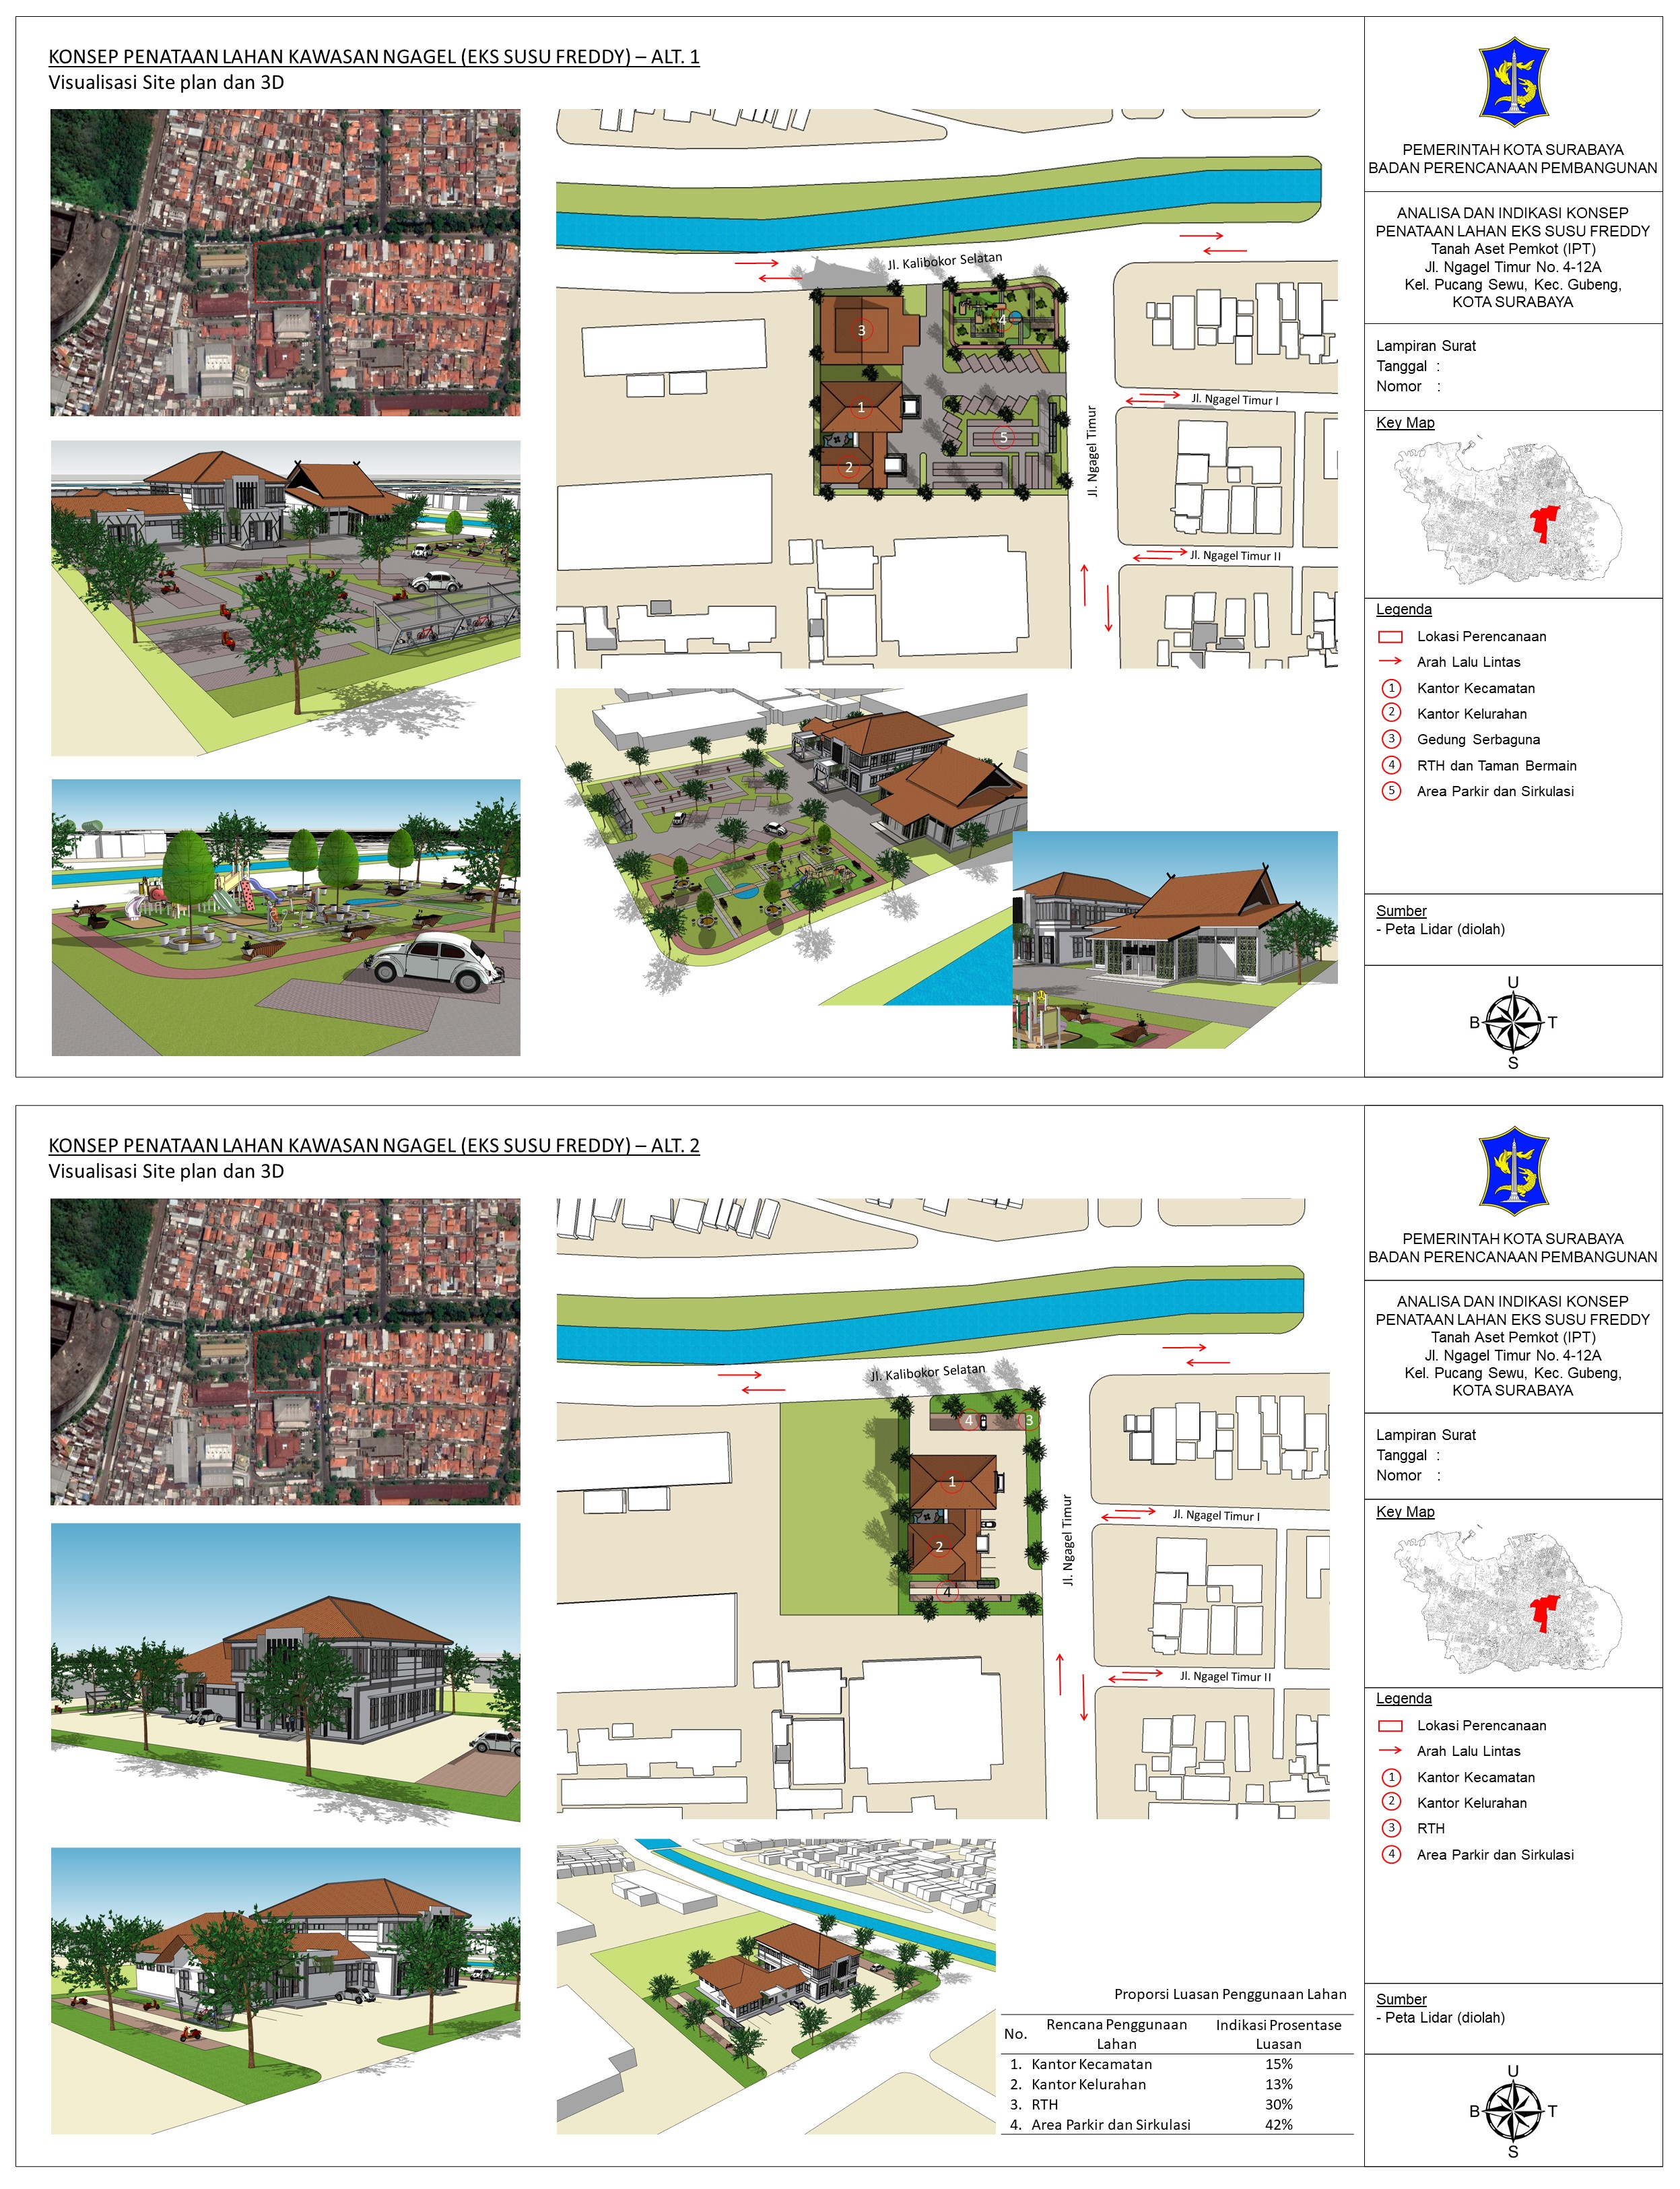 KONSEP PENATAAN LAHAN KAWASAN NGAGEL (EKS SUSU FREDDY) – ALT. 1
Visualisasi Site plan dan 3D
Jl. Kalibokor Selatan
3
4
1
5
2
Jl. Ngagel Timur
Jl. Ngagel Timur I
Jl. Ngagel Timur II
PEMERINTAH KOTA SURABAYA
BADAN PERENCANAAN PEMBANGUNAN
ANALISA DAN INDIKASI KONSEP
PENATAAN LAHAN EKS SUSU FREDDY
Tanah Aset Pemkot (IPT)
Jl. Ngagel Timur No. 4-12A
Kel. Pucang Sewu, Kec. Gubeng,
KOTA SURABAYA
Lampiran Surat
Tanggal :
Nomor :
Key Map
Legenda
Lokasi Perencanaan
Arah Lalu Lintas
1 Kantor Kecamatan
2 Kantor Kelurahan
3 Gedung Serbaguna
4 RTH dan Taman Bermain
5 Area Parkir dan Sirkulasi
Sumber
- Peta Lidar (diolah)
U
B T
S
KONSEP PENATAAN LAHAN KAWASAN NGAGEL (EKS SUSU FREDDY) – ALT. 2
Visualisasi Site plan dan 3D
Jl. Kalibokor Selatan
4
3
1
2
4
Jl. Ngagel Timur
Jl. Ngagel Timur I
Jl. Ngagel Timur II
Proporsi Luasan Penggunaan Lahan
No. Rencana Penggunaan Lahan Indikasi Prosentase Luasan
1. Kantor Kecamatan 15%
2. Kantor Kelurahan 13%
3. RTH 30%
4. Area Parkir dan Sirkulasi 42%
PEMERINTAH KOTA SURABAYA
BADAN PERENCANAAN PEMBANGUNAN
ANALISA DAN INDIKASI KONSEP
PENATAAN LAHAN EKS SUSU FREDDY
Tanah Aset Pemkot (IPT)
Jl. Ngagel Timur No. 4-12A
Kel. Pucang Sewu, Kec. Gubeng,
KOTA SURABAYA
Lampiran Surat
Tanggal :
Nomor :
Key Map
Legenda
Lokasi Perencanaan
Arah Lalu Lintas
1 Kantor Kecamatan
2 Kantor Kelurahan
3 RTH
4 Area Parkir dan Sirkulasi
Sumber
- Peta Lidar (diolah)
U
B T
S